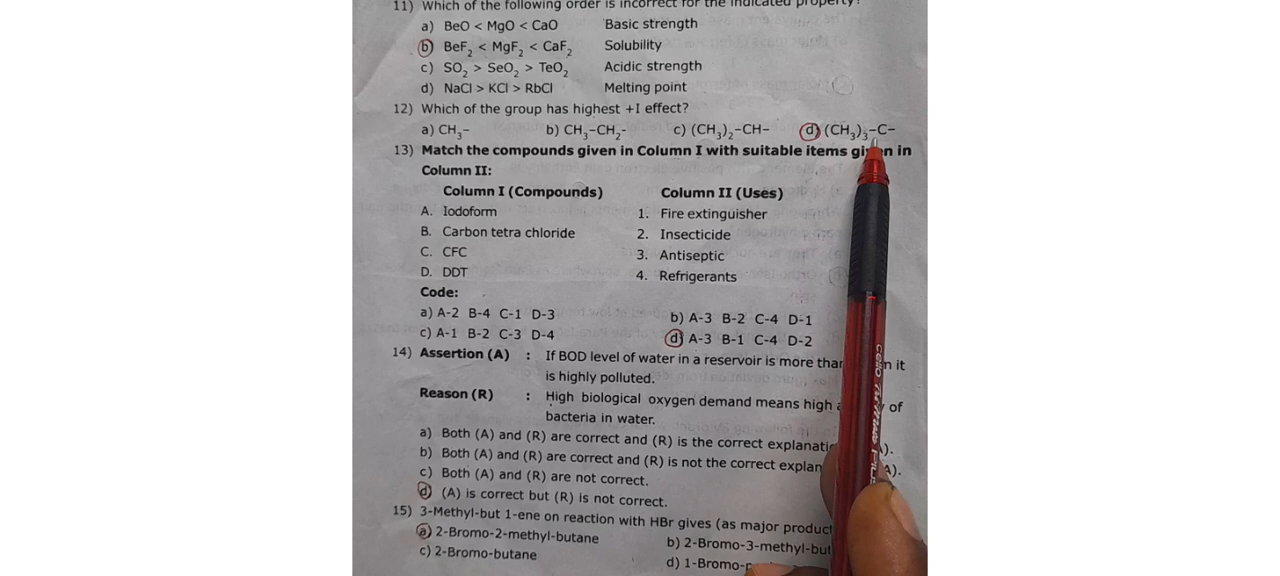 11) Which of the following order is incorrect for the indicated property?
a) BeO < MgO < CaO Basic strength
b) BeF₂ < MgF₂ < CaF₂ Solubility
c) SO₂ > SeO₂ > TeO₂ Acidic strength
d) NaCl > KCl > RbCl Melting point
12) Which of the group has highest +I effect?
a) CH₃– b) CH₃–CH₂- c) (CH₃)₂–CH– d) (CH₃)₃–C–
13) Match the compounds given in Column I with suitable items in
Column II:
Column I (Compounds) Column II (Uses)
A. Iodoform 1. Fire extinguisher
B. Carbon tetra chloride 2. Insecticide
C. CFC 3. Antiseptic
D. DDT 4. Refrigerants
Code:
a) A-2 B-4 C-1 D-3 b) A-3 B-2 C-4 D-1
c) A-1 B-2 C-3 D-4 d) A-3 B-1 C-4 D-2
14) Assertion (A) : If BOD level of water in a reservoir is more it
is highly polluted.
Reason (R) : High biological oxygen demand means high of
bacteria in water.
a) Both (A) and (R) are correct and (R) is the correct
b) Both (A) and (R) are correct and (R) is not the correct
c) Both (A) and (R) are not correct.
d) (A) is correct but (R) is not correct.
15) 3-Methyl-but 1-ene on reaction with HBr gives (as major
a) 2-Bromo-2-methyl-butane b) 2-Bromo-3-methyl-
c) 2-Bromo-butane d) 1-Bromo-
cello